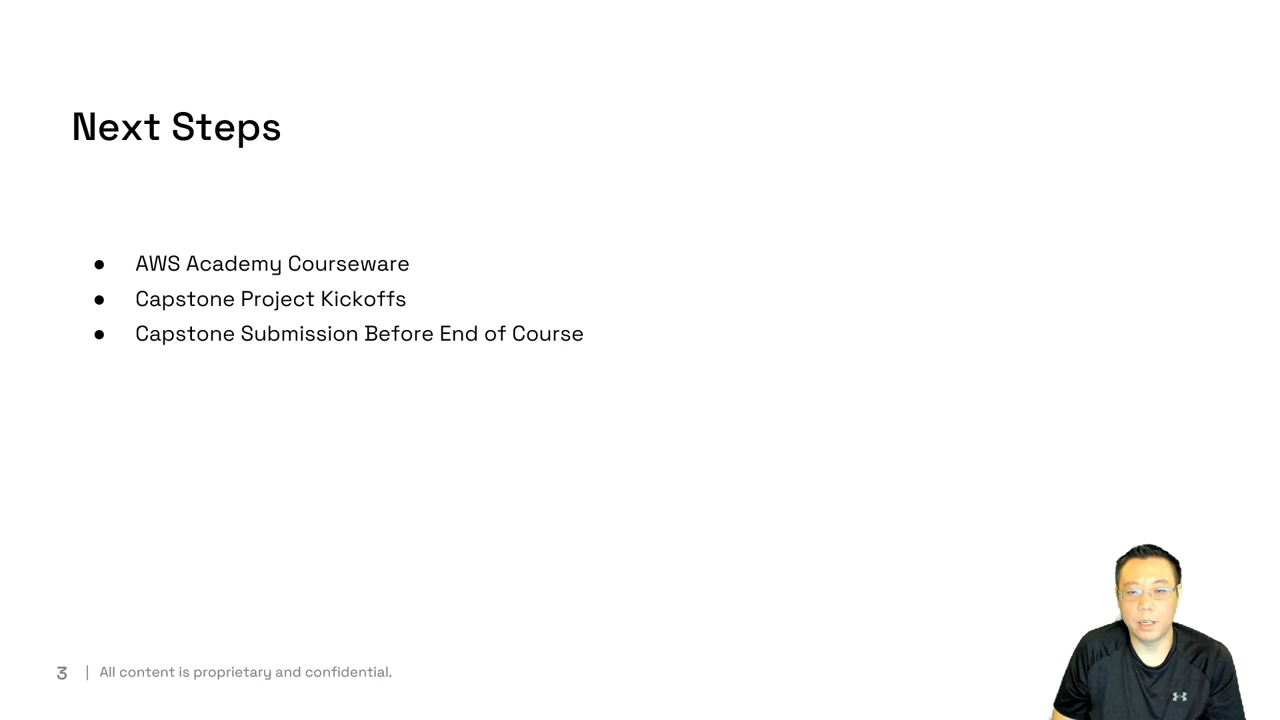 Next Steps
● AWS Academy Courseware
● Capstone Project Kickoffs
● Capstone Submission Before End of Course
3 | All content is proprietary and confidential.